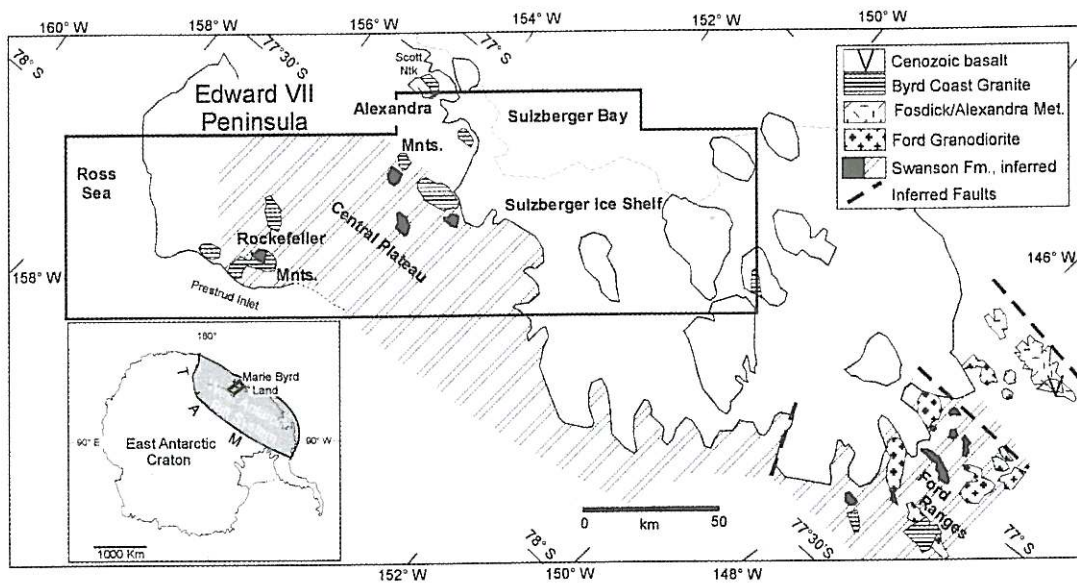 160° W
158° W
156° W
154° W
152° W
150° W
78° S
77°30' S
77° S
Scott
Ntk
Edward VII
Peninsula
Alexandra
Mnts.
Sulzberger Bay
Ross
Sea
Sulzberger Ice Shelf
Central Plateau
Rockefeller
Mnts.
Prestrud Inlet
158° W
146° W
Cenozoic basalt
Byrd Coast Granite
Fosdick/Alexandra Met.
Ford Granodiorite
Swanson Fm., inferred
Inferred Faults
180°
Marie Byrd
Land
T
A
M
90° E
90° W
East Antarctic
Craton
1000 Km
0
km
50
Ford
Ranges
152° W
78° S
150° W
148° W
77°30' S
77° S